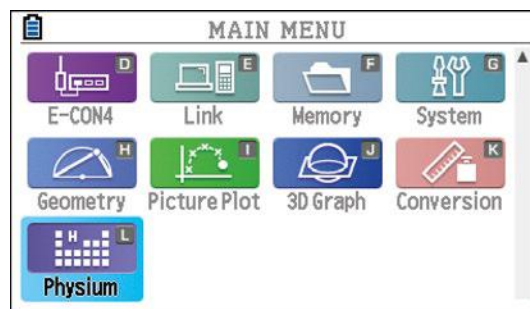 MAIN MENU
D E F G
E-CON4 Link Memory System
H I J K
Geometry Picture Plot 3D Graph Conversion
H L
Physium